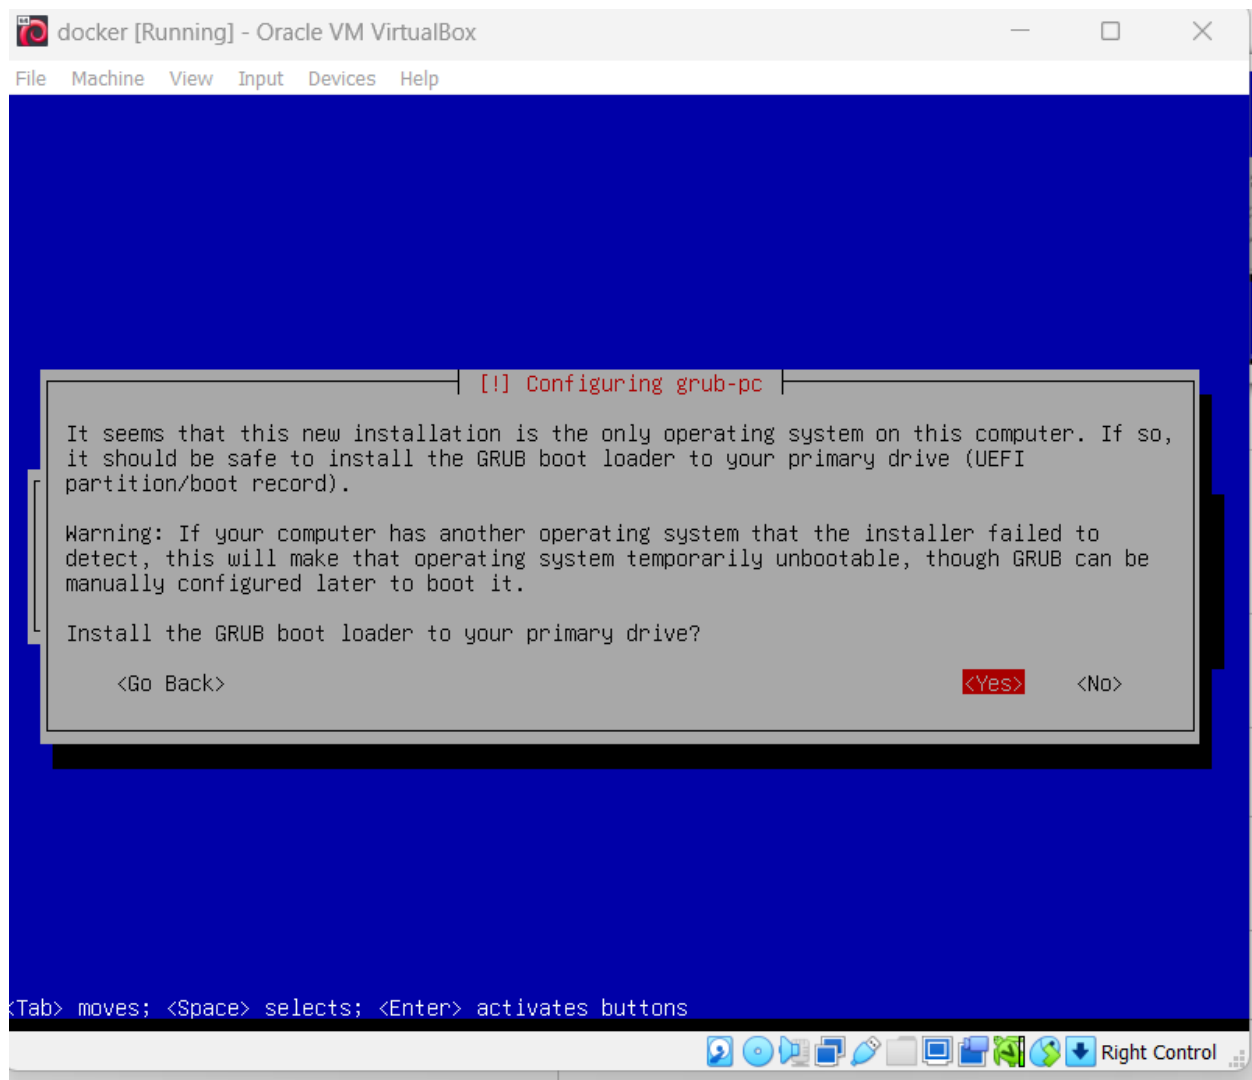 docker [Running] - Oracle VM VirtualBox
File Machine View Input Devices Help
[!] Configuring grub-pc
It seems that this new installation is the only operating system on this computer. If so,
it should be safe to install the GRUB boot loader to your primary drive (UEFI
partition/boot record).
Warning: If your computer has another operating system that the installer failed to
detect, this will make that operating system temporarily unbootable, though GRUB can be
manually configured later to boot it.
Install the GRUB boot loader to your primary drive?
<Go Back> <Yes> <No>
<Tab> moves; <Space> selects; <Enter> activates buttons
Right Control